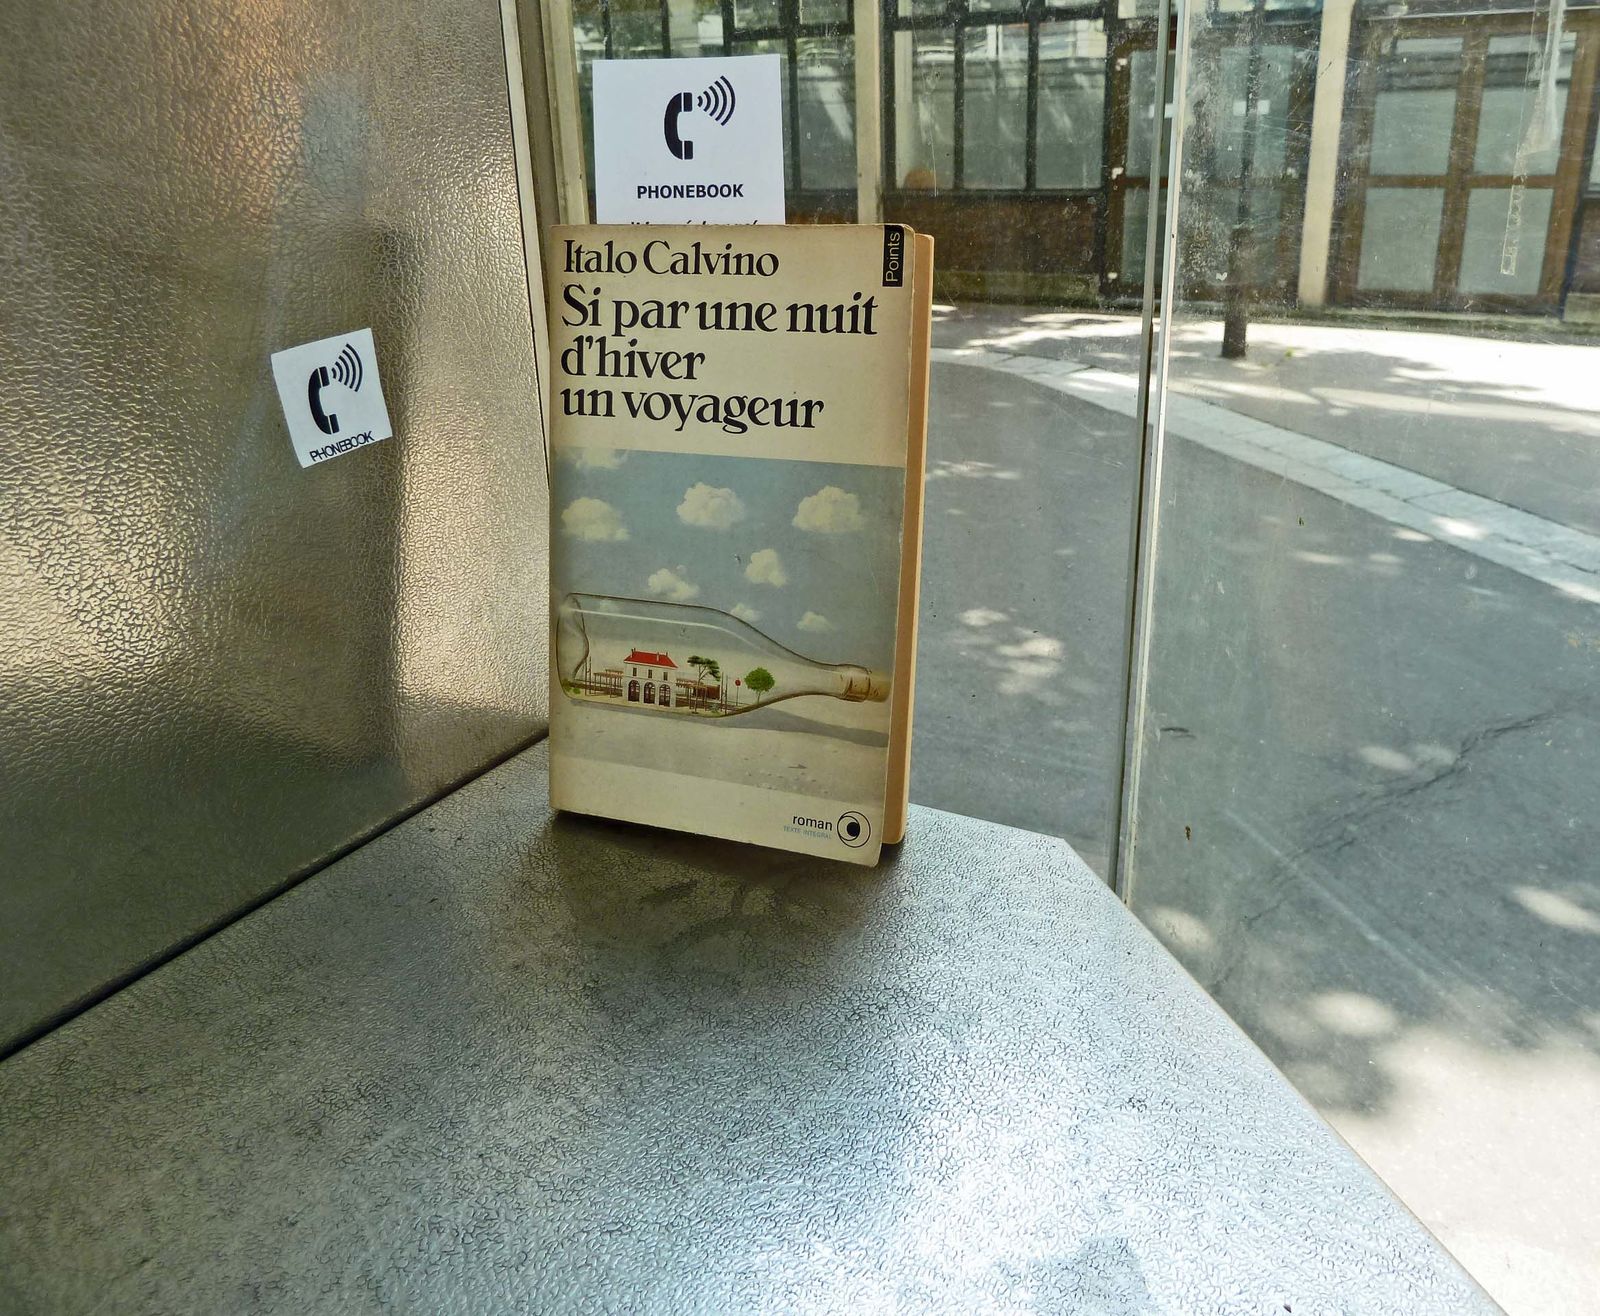 PHONEBOOK
PHONEBOOK
Italo Calvino
Points
Si par une nuit
d'hiver
un voyageur
roman
TEXTE INTÉGRAL